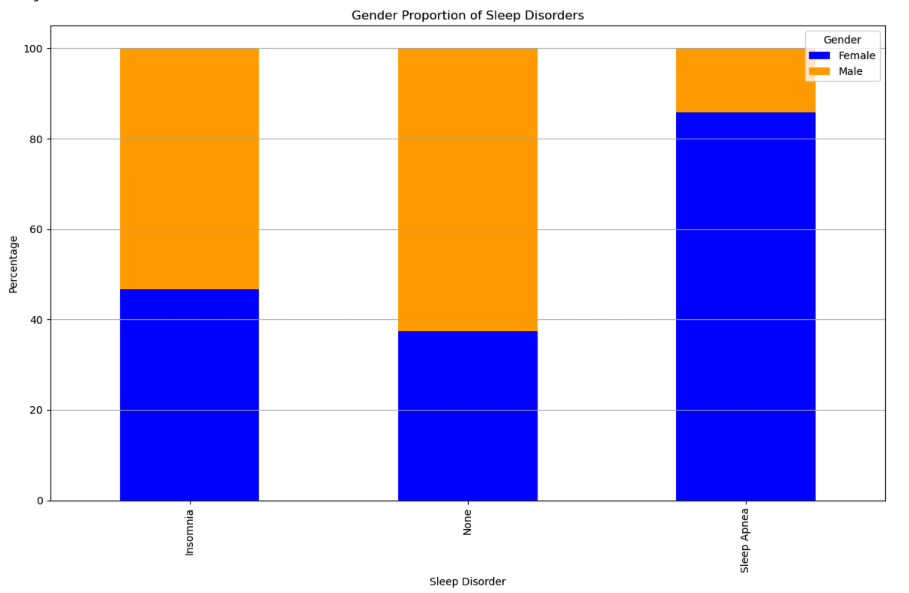 Gender Proportion of Sleep Disorders
Gender
Female
Male
100
80
60
40
20
0
Percentage
Insomnia
None
Sleep Apnea
Sleep Disorder